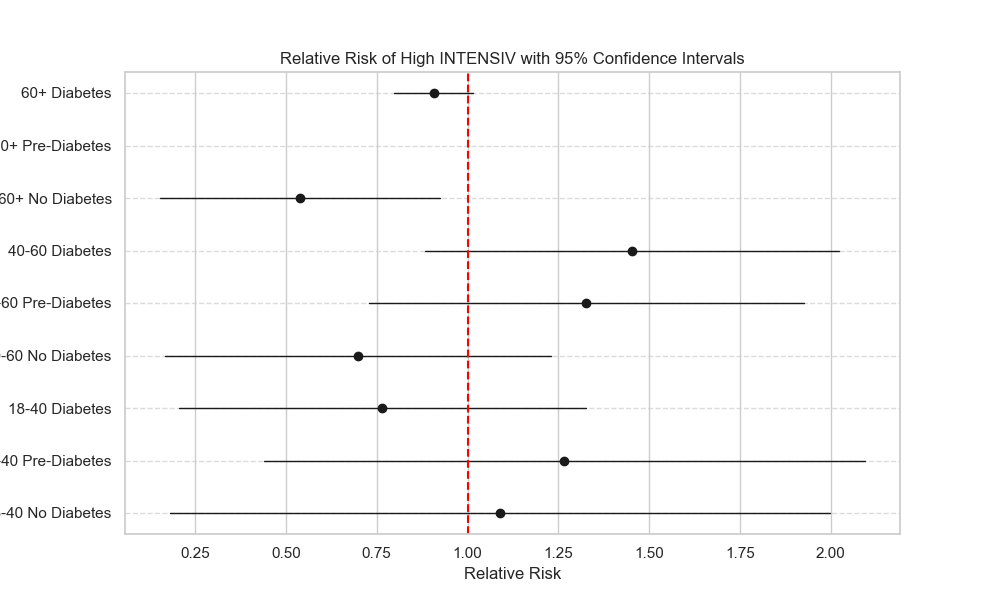 Relative Risk of High INTENSIV with 95% Confidence Intervals
60+ Diabetes
0+ Pre-Diabetes
60+ No Diabetes
40-60 Diabetes
-60 Pre-Diabetes
-60 No Diabetes
18-40 Diabetes
-40 Pre-Diabetes
-40 No Diabetes
0.25 0.50 0.75 1.00 1.25 1.50 1.75 2.00
Relative Risk